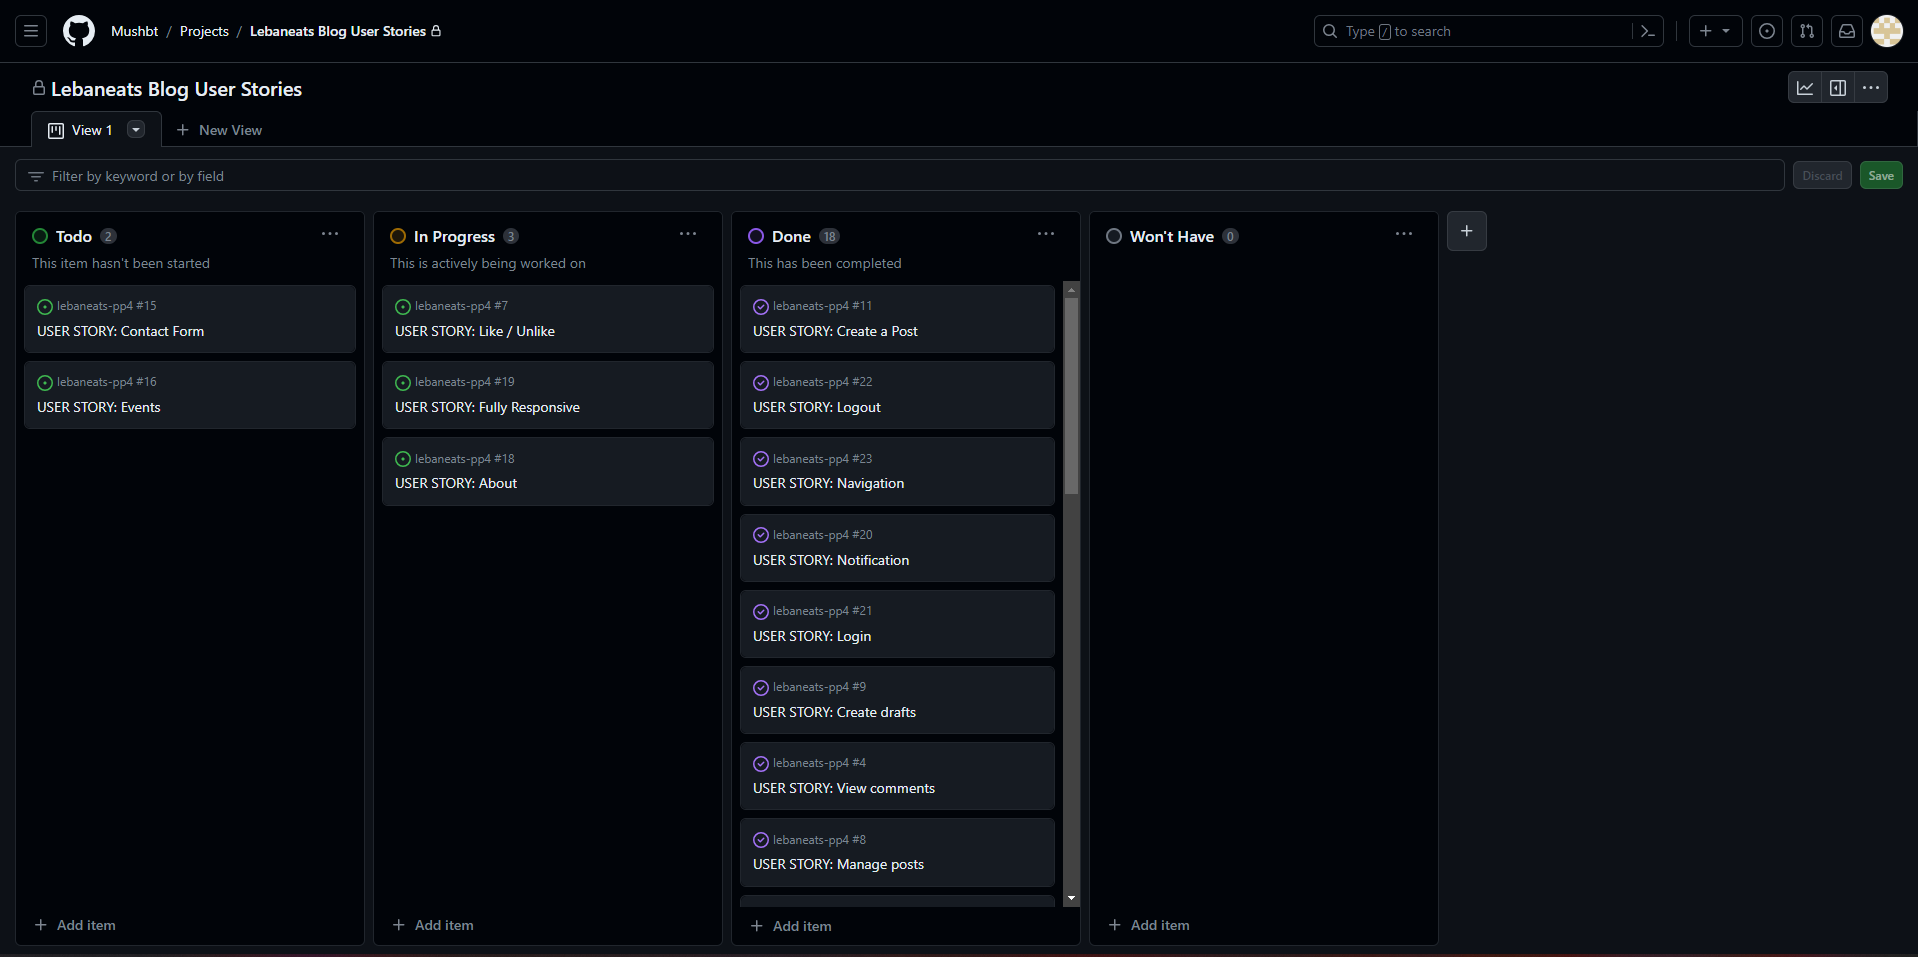 Mushbt / Projects / Lebaneats Blog User Stories
Type / to search
Lebaneats Blog User Stories
View 1
New View
Filter by keyword or by field
Discard
Save
Todo 2
This item hasn't been started
lebaneats-pp4 #15
USER STORY: Contact Form
lebaneats-pp4 #16
USER STORY: Events
Add item
In Progress 3
This is actively being worked on
lebaneats-pp4 #7
USER STORY: Like / Unlike
lebaneats-pp4 #19
USER STORY: Fully Responsive
lebaneats-pp4 #18
USER STORY: About
Add item
Done 18
This has been completed
lebaneats-pp4 #11
USER STORY: Create a Post
lebaneats-pp4 #22
USER STORY: Logout
lebaneats-pp4 #23
USER STORY: Navigation
lebaneats-pp4 #20
USER STORY: Notification
lebaneats-pp4 #21
USER STORY: Login
lebaneats-pp4 #9
USER STORY: Create drafts
lebaneats-pp4 #4
USER STORY: View comments
lebaneats-pp4 #8
USER STORY: Manage posts
Add item
Won't Have 0
Add item